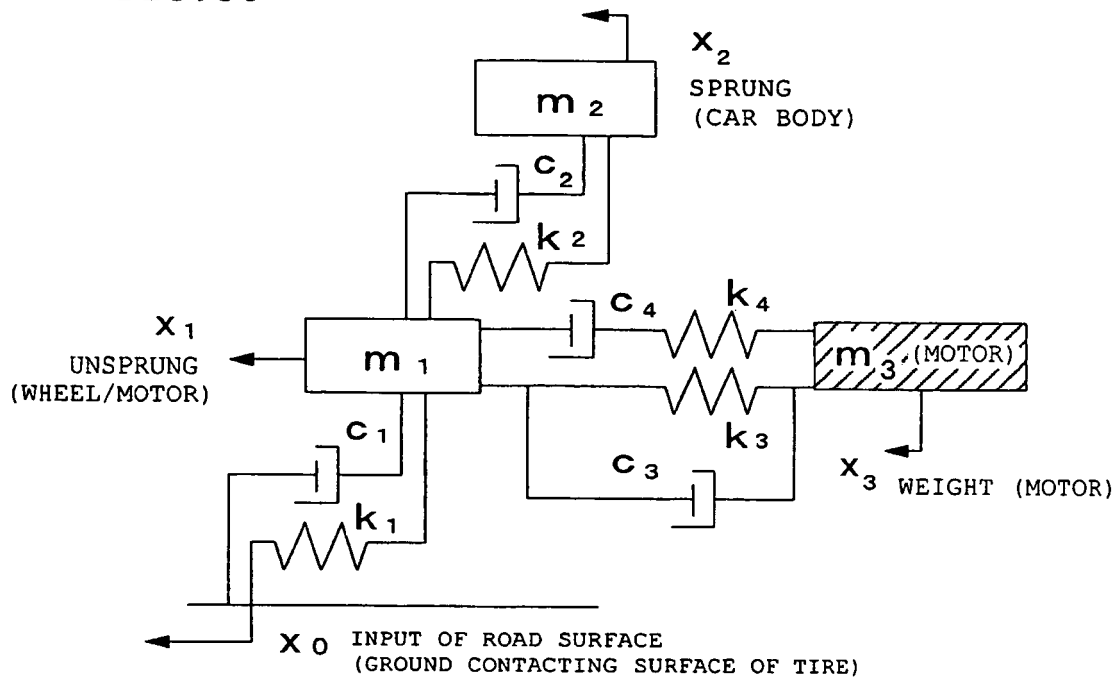 x2
SPRUNG
(CAR BODY)
m2
c2
k2
c4
k4
x1
UNSPRUNG
(WHEEL/MOTOR)
m1
m3 (MOTOR)
k3
c1
c3
x3 WEIGHT (MOTOR)
k1
x0 INPUT OF ROAD SURFACE
(GROUND CONTACTING SURFACE OF TIRE)